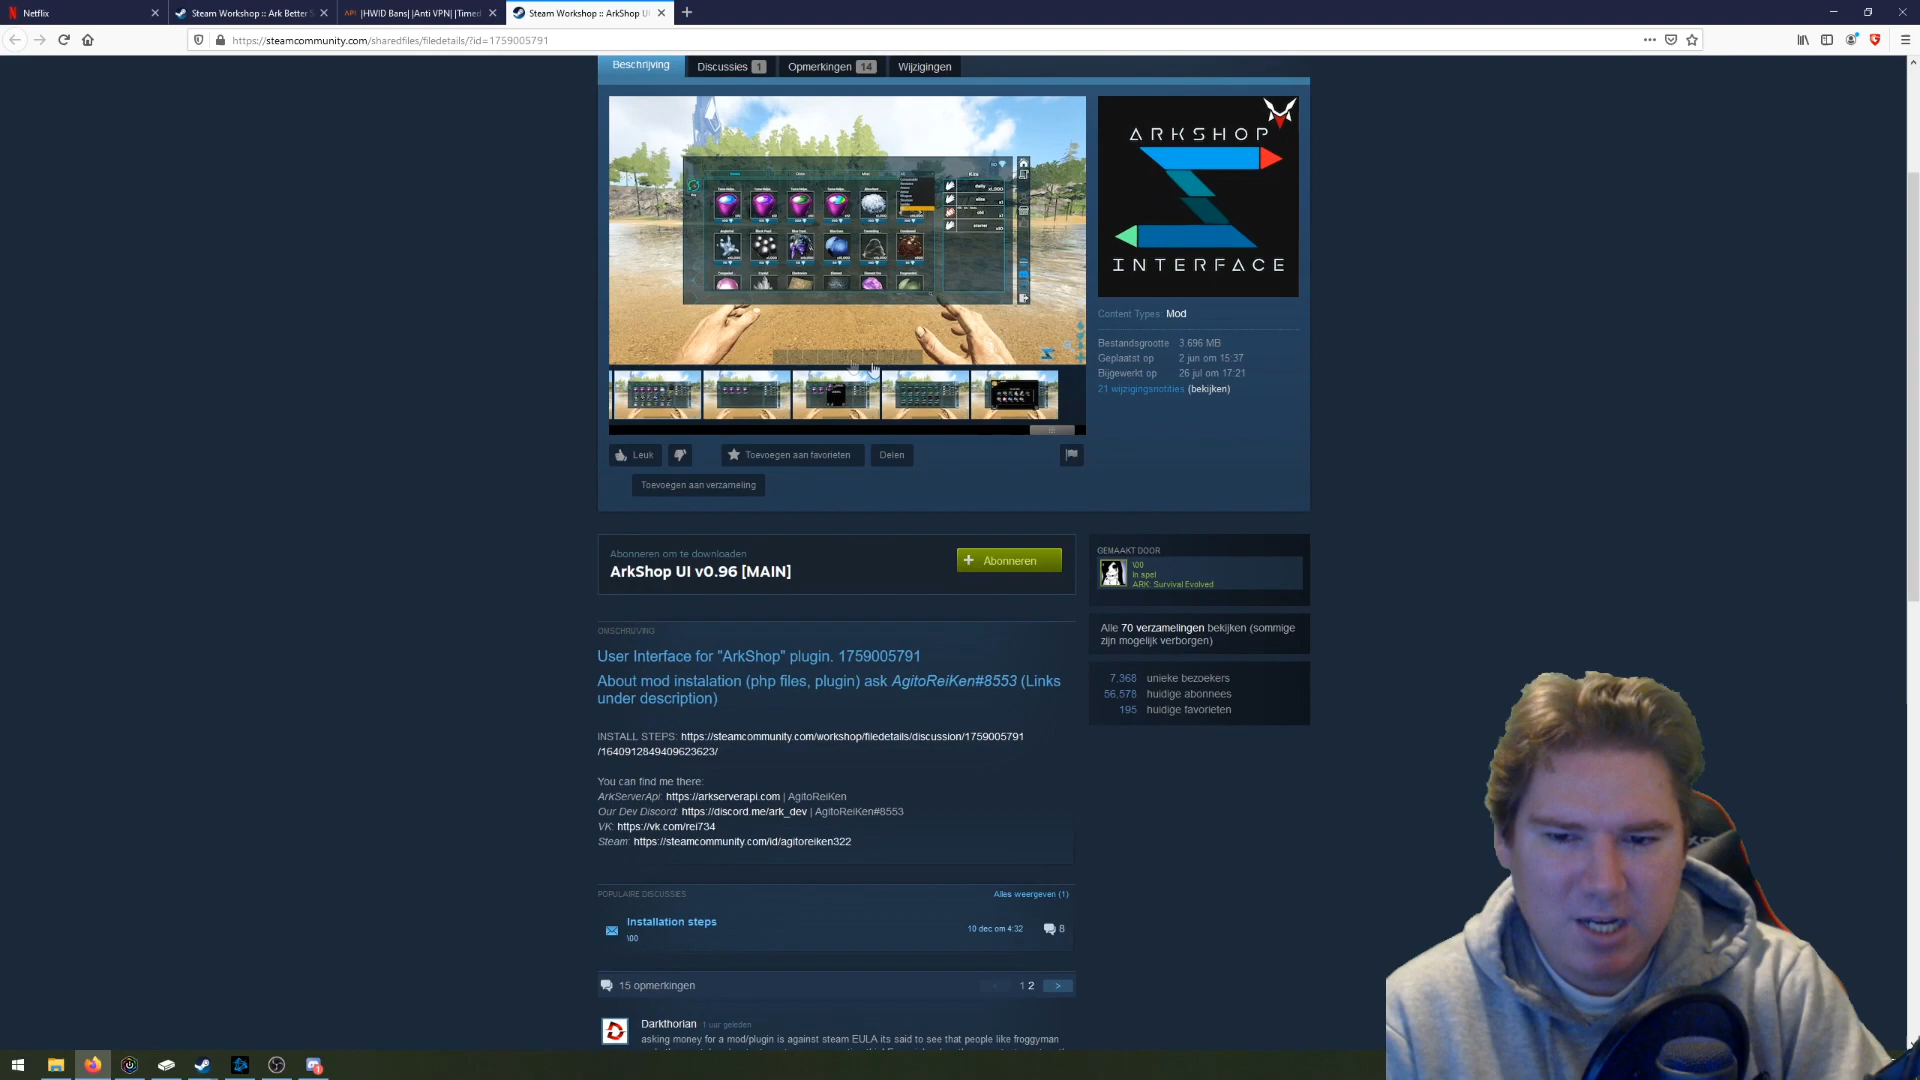 Netflix
Steam Workshop :: Ark Better S
API |HWID Bans| |Anti VPN| |Timed
Steam Workshop :: ArkShop UI
https://steamcommunity.com/sharedfiles/filedetails/?id=1759005791
Beschrijving
Discussies 1
Opmerkingen 14
Wijzigingen
Kits
daily
elite
old
starrer
ARKSHOP
INTERFACE
Content Types: Mod
Bestandsgrootte 3.696 MB
Geplaatst op 2 jun om 15:37
Bijgewerkt op 26 jul om 17:21
21 wijzigingsnotities (bekijken)
Leuk
Toevoegen aan favorieten
Delen
Toevoegen aan verzameling
Abonneren om te downloaden
ArkShop UI v0.96 [MAIN]
Abonneren
GEMAAKT DOOR
\00
In spel
ARK: Survival Evolved
Alle 70 verzamelingen bekijken (sommige
zijn mogelijk verborgen)
7,368 unieke bezoekers
56,578 huidige abonnees
195 huidige favorieten
OMSCHRIJVING
User Interface for "ArkShop" plugin. 1759005791
About mod instalation (php files, plugin) ask AgitoReiKen#8553 (Links
under description)
INSTALL STEPS: https://steamcommunity.com/workshop/filedetails/discussion/1759005791
/1640912849409623623/
You can find me there:
ArkServerApi: https://arkserverapi.com | AgitoReiKen
Our Dev Discord: https://discord.me/ark_dev | AgitoReiKen#8553
VK: https://vk.com/rei734
Steam: https://steamcommunity.com/id/agitoreiken322
POPULAIRE DISCUSSIES
Alles weergeven (1)
Installation steps
\00
10 dec om 4:32
8
15 opmerkingen
< 1 2 >
Darkthorian 1 uur geleden
asking money for a mod/plugin is against steam EULA its said to see that people like froggyman